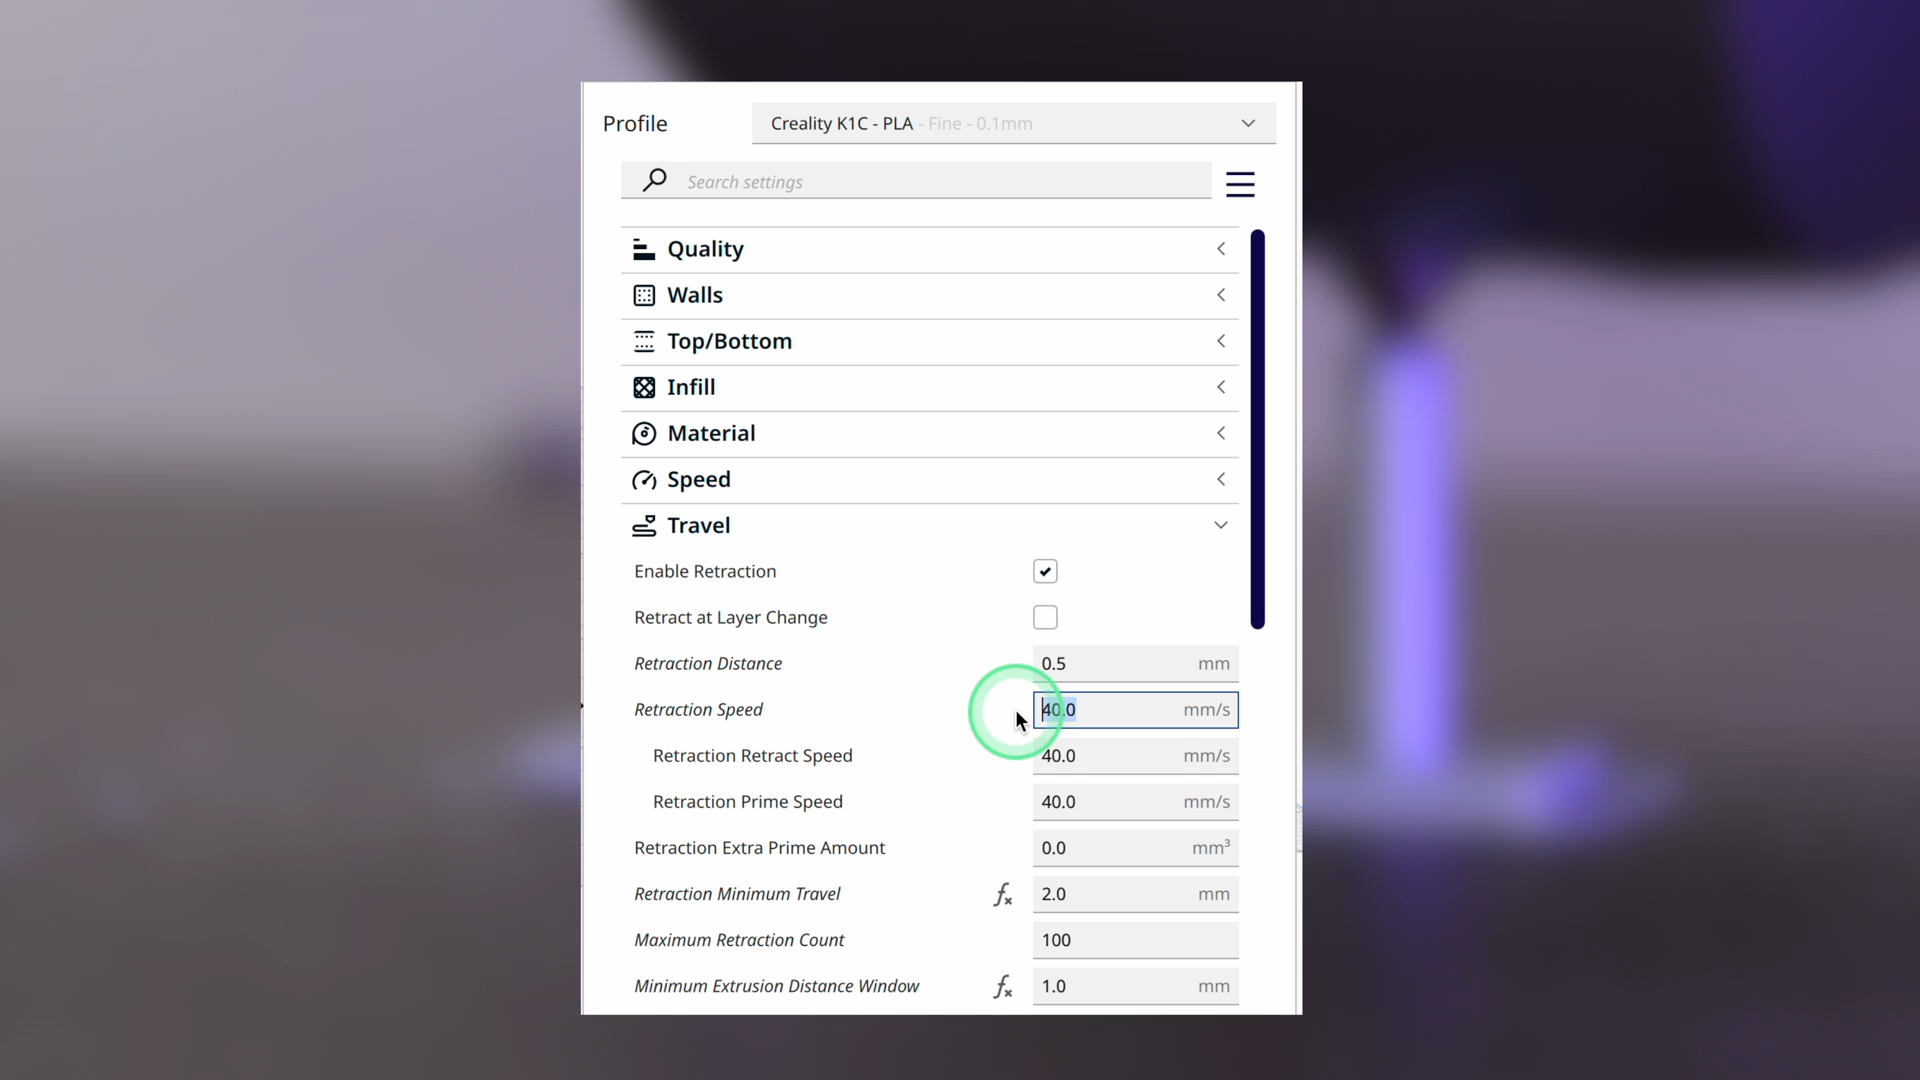 Profile Creality K1C - PLA - Fine - 0.1mm
Search settings
Quality
Walls
Top/Bottom
Infill
Material
Speed
Travel
Enable Retraction
Retract at Layer Change
Retraction Distance 0.5 mm
Retraction Speed 40.0 mm/s
Retraction Retract Speed 40.0 mm/s
Retraction Prime Speed 40.0 mm/s
Retraction Extra Prime Amount 0.0 mm³
Retraction Minimum Travel fx 2.0 mm
Maximum Retraction Count 100
Minimum Extrusion Distance Window fx 1.0 mm